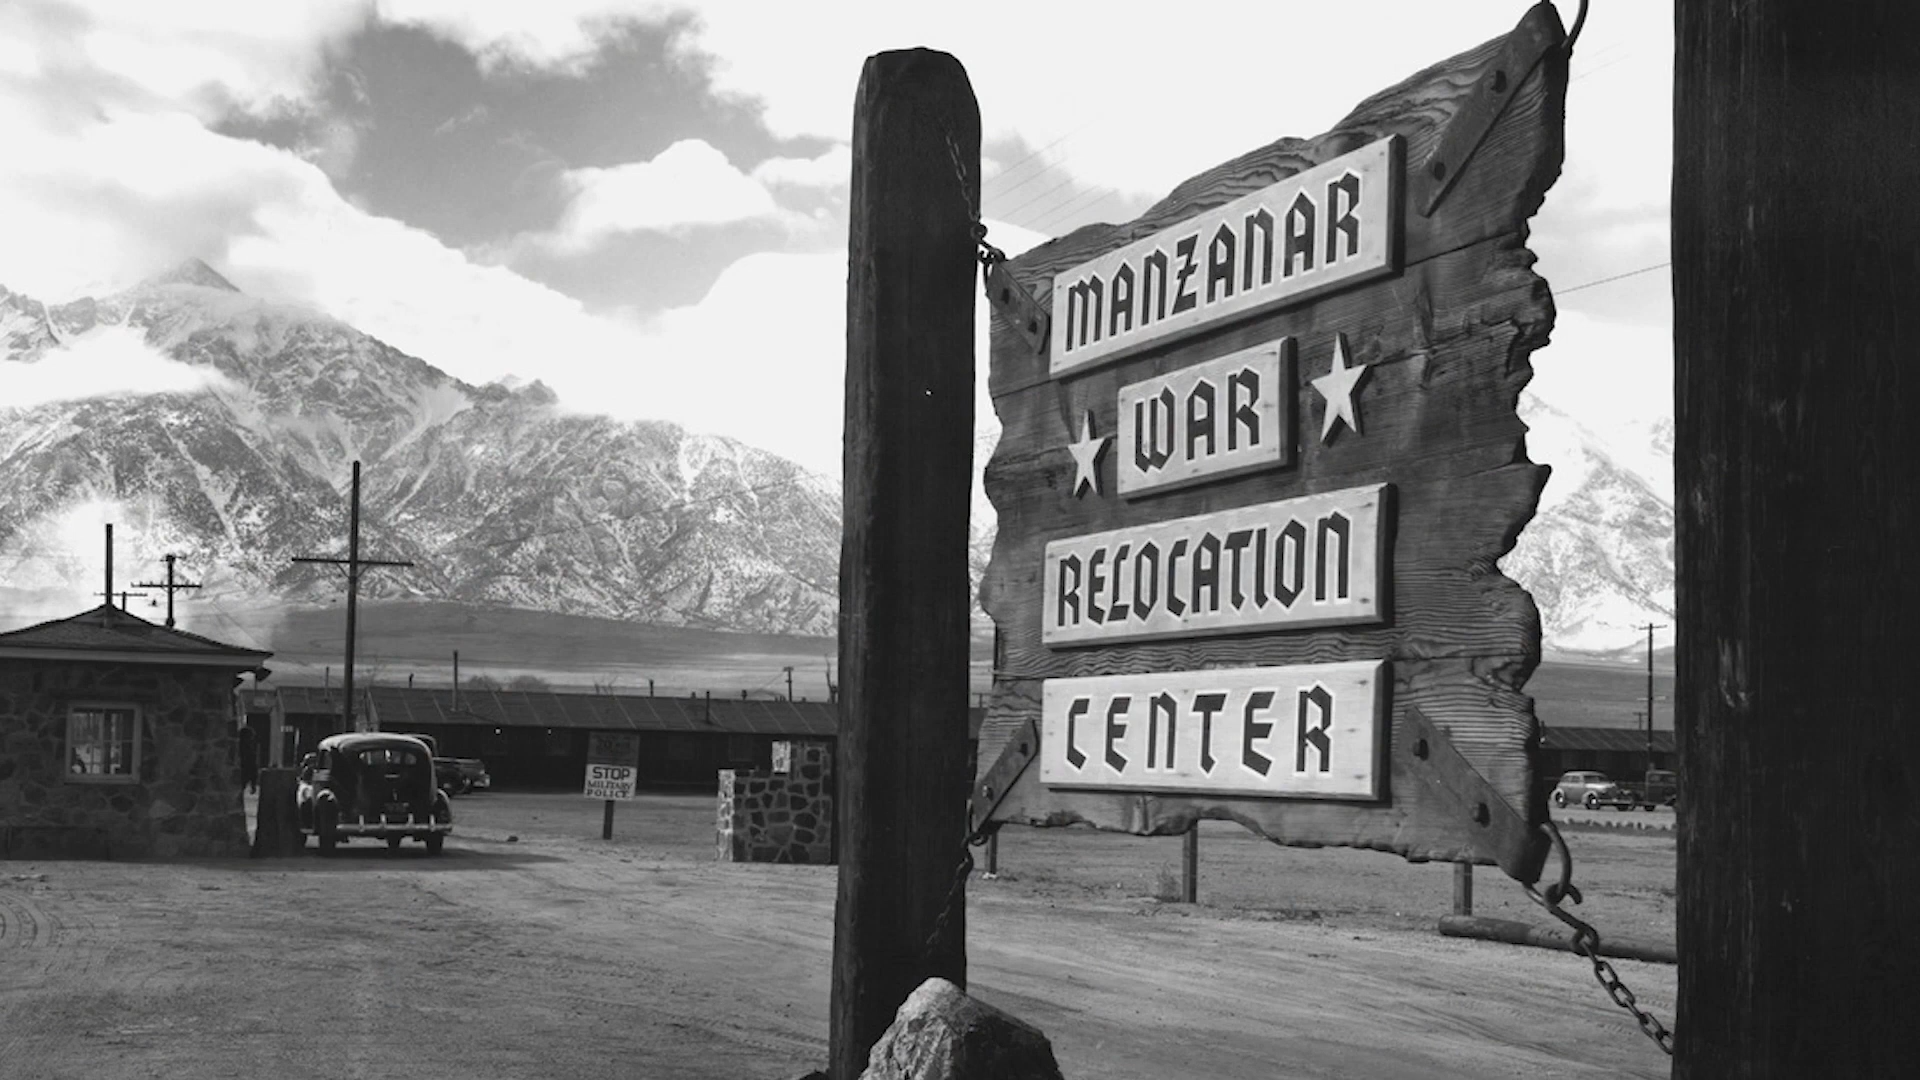 MANZANAR
WAR
RELOCATION
CENTER
STOP
MILITARY
POLICE